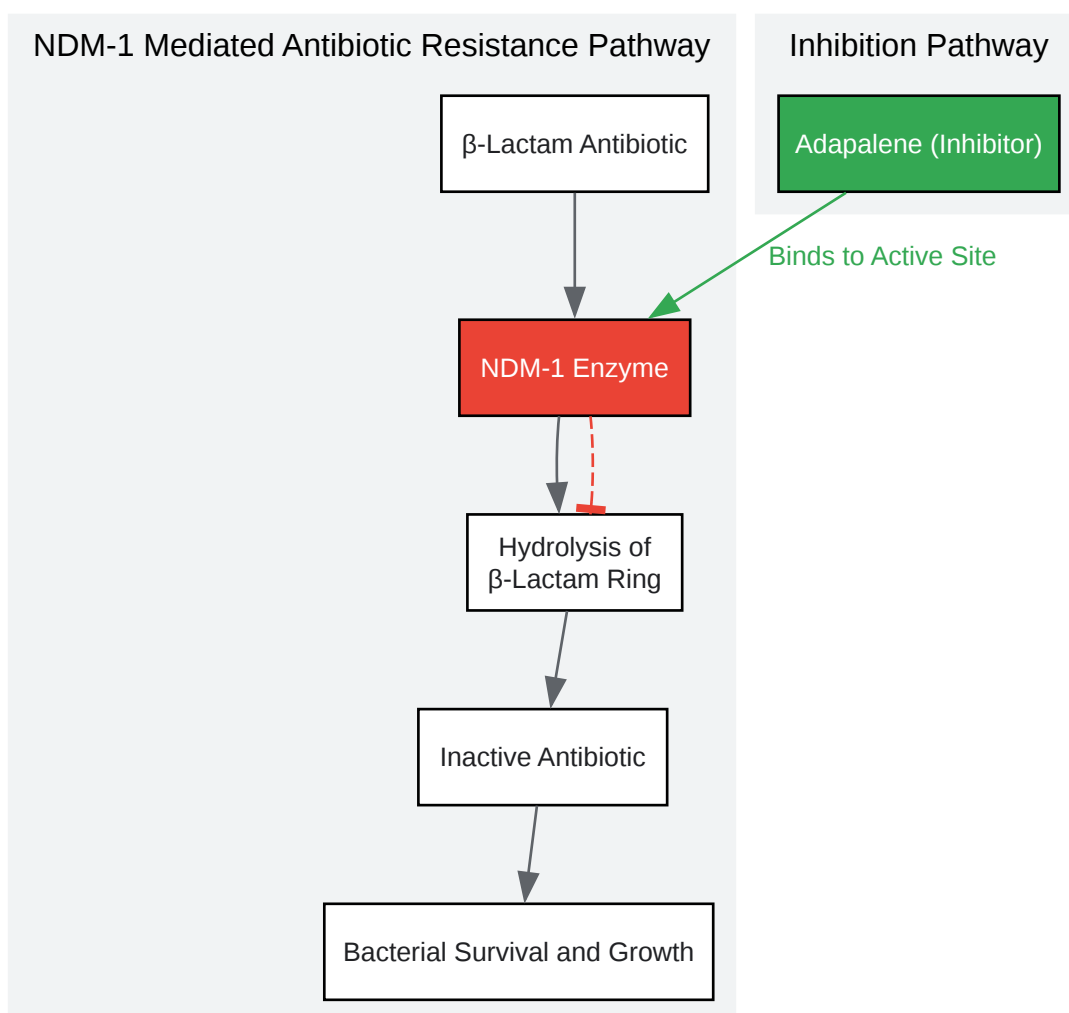 NDM-1 Mediated Antibiotic Resistance Pathway
Inhibition Pathway
β-Lactam Antibiotic
Adapalene (Inhibitor)
Binds to Active Site
NDM-1 Enzyme
Hydrolysis of
β-Lactam Ring
Inactive Antibiotic
Bacterial Survival and Growth